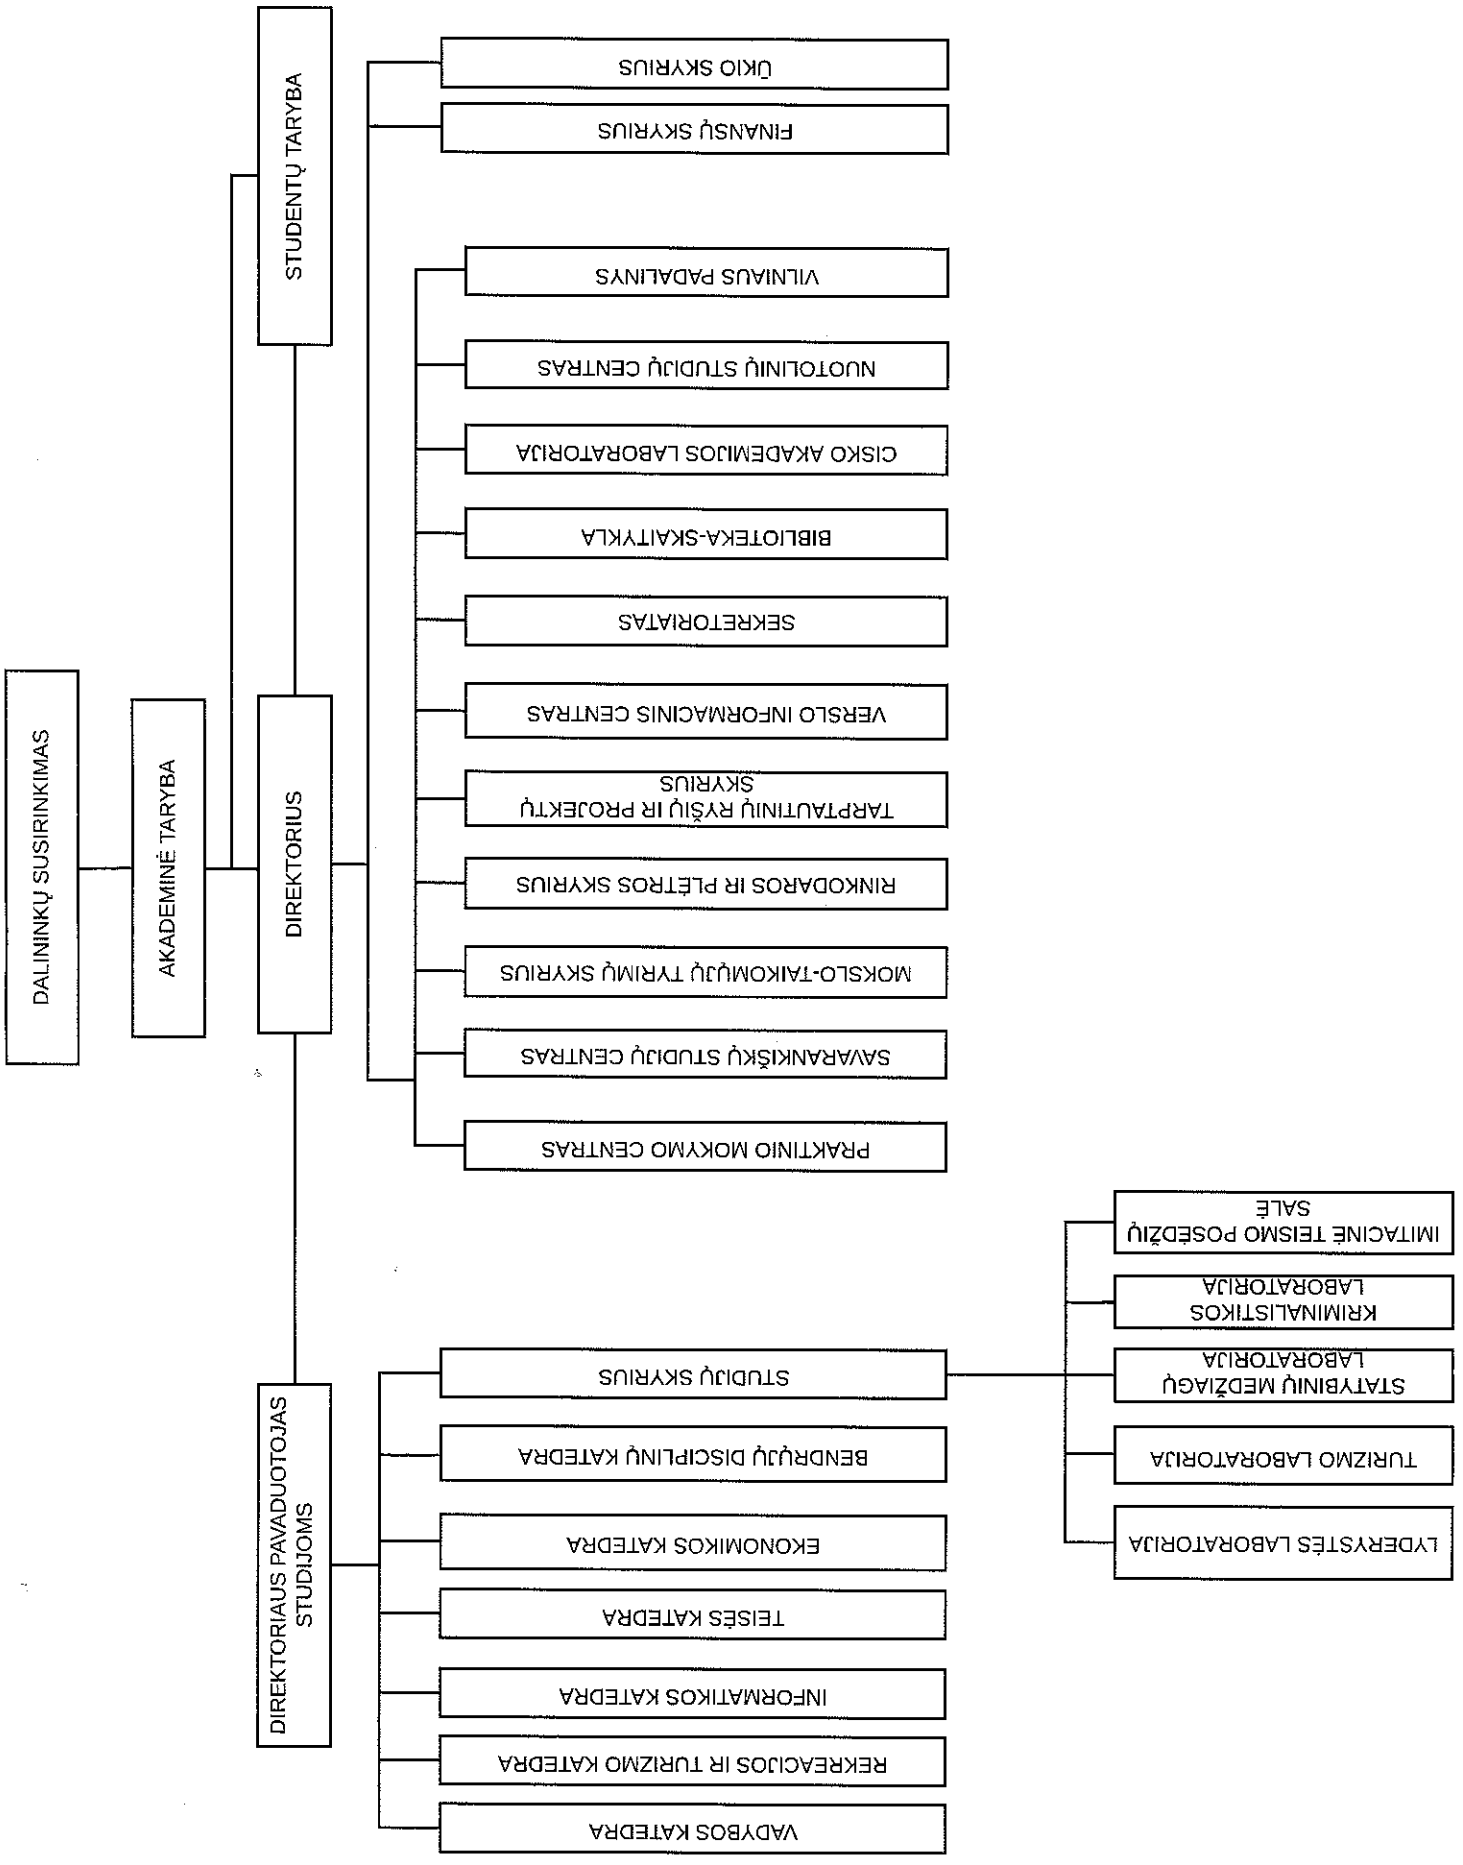 DALININKŲ SUSIRINKIMAS
AKADEMINĖ TARYBA
DIREKTORIAUS PAVADUOTOJAS
STUDIJOMS
DIREKTORIUS
STUDENTŲ TARYBA
VADYBOS KATEDRA
REKREACIJOS IR TURIZMO KATEDRA
INFORMATIKOS KATEDRA
TEISĖS KATEDRA
EKONOMIKOS KATEDRA
BENDRŲJŲ DISCIPLINŲ KATEDRA
STUDIJŲ SKYRIUS
PRAKTINIO MOKYMO CENTRAS
SAVARANKIŠKŲ STUDIJŲ CENTRAS
MOKSLO-TAIKOMŲJŲ TYRIMŲ SKYRIUS
RINKODAROS IR PLĖTROS SKYRIUS
TARPTAUTINIŲ RYŠIŲ IR PROJEKTŲ
SKYRIUS
VERSLO INFORMACINIS CENTRAS
SEKRETORIATAS
BIBLIOTEKA-SKAITYKLA
CISKO AKADEMIJOS LABORATORIJA
NUOTOLINIŲ STUDIJŲ CENTRAS
VILNIAUS PADALINYS
FINANSŲ SKYRIUS
ŪKIO SKYRIUS
LYDERYSTĖS LABORATORIJA
TURIZMO LABORATORIJA
STATYBINIŲ MEDŽIAGŲ
LABORATORIJA
KRIMINALISTIKOS
LABORATORIJA
IMITACINĖ TEISMO POSĖDŽIŲ
SALĖ